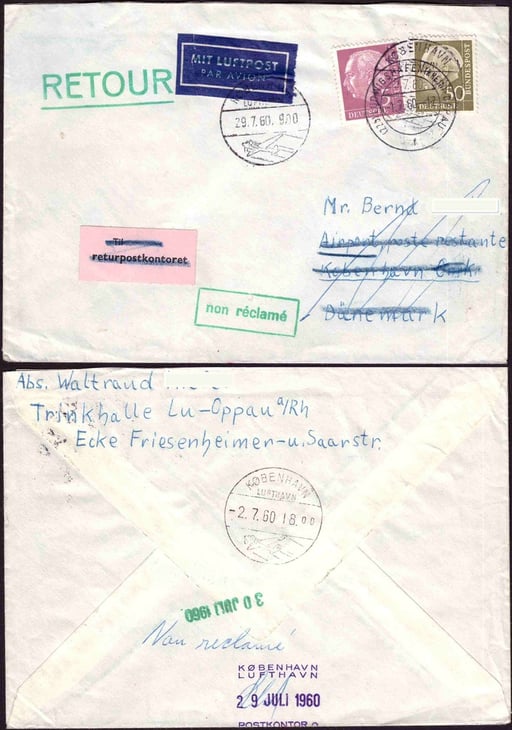 RETOUR
MIT LUFTPOST
PAR AVION
29.7.60. 9.00
KØBENHAVN
50
DEUTSCHE
BUNDESPOST
Mr. Bernd
Airport poste restante
København
Dänemark
Til
returpostkontoret
non réclamé
Abs. Waltraud
Trinkhalle Lu-Oppau a/Rh
Ecke Friesenheimer-u. Saarstr.
KØBENHAVN
LUFTHAVN
-2.7.60 18.00
30 JULI 1960
Non reclamé
KØBENHAVN
LUFTHAVN
29 JULI 1960
POSTKONTOR